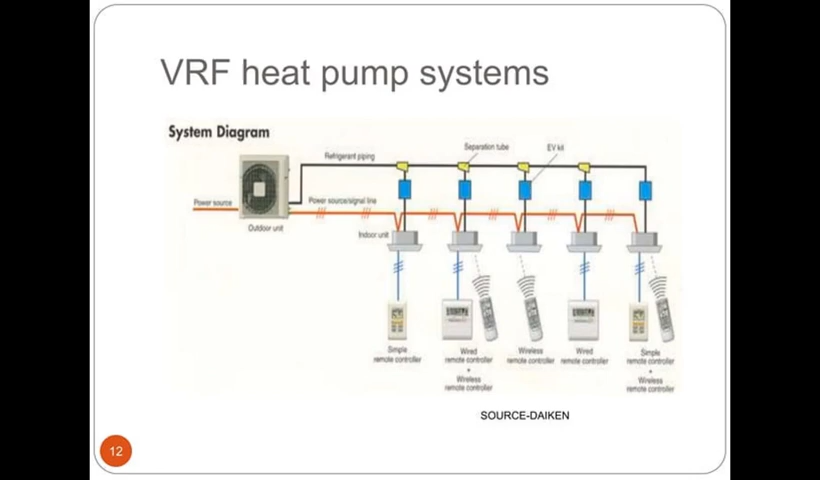 VRF heat pump systems
System Diagram
Separation tube
EV kit
Refrigerant piping
Power source
Power source/signal line
Outdoor unit
Indoor unit
Simple
remote controller
Wired
remote controller
+
Wireless
remote controller
Wireless
remote controller
Wired
remote controller
Simple
remote controller
+
Wireless
remote controller
SOURCE-DAIKEN
12